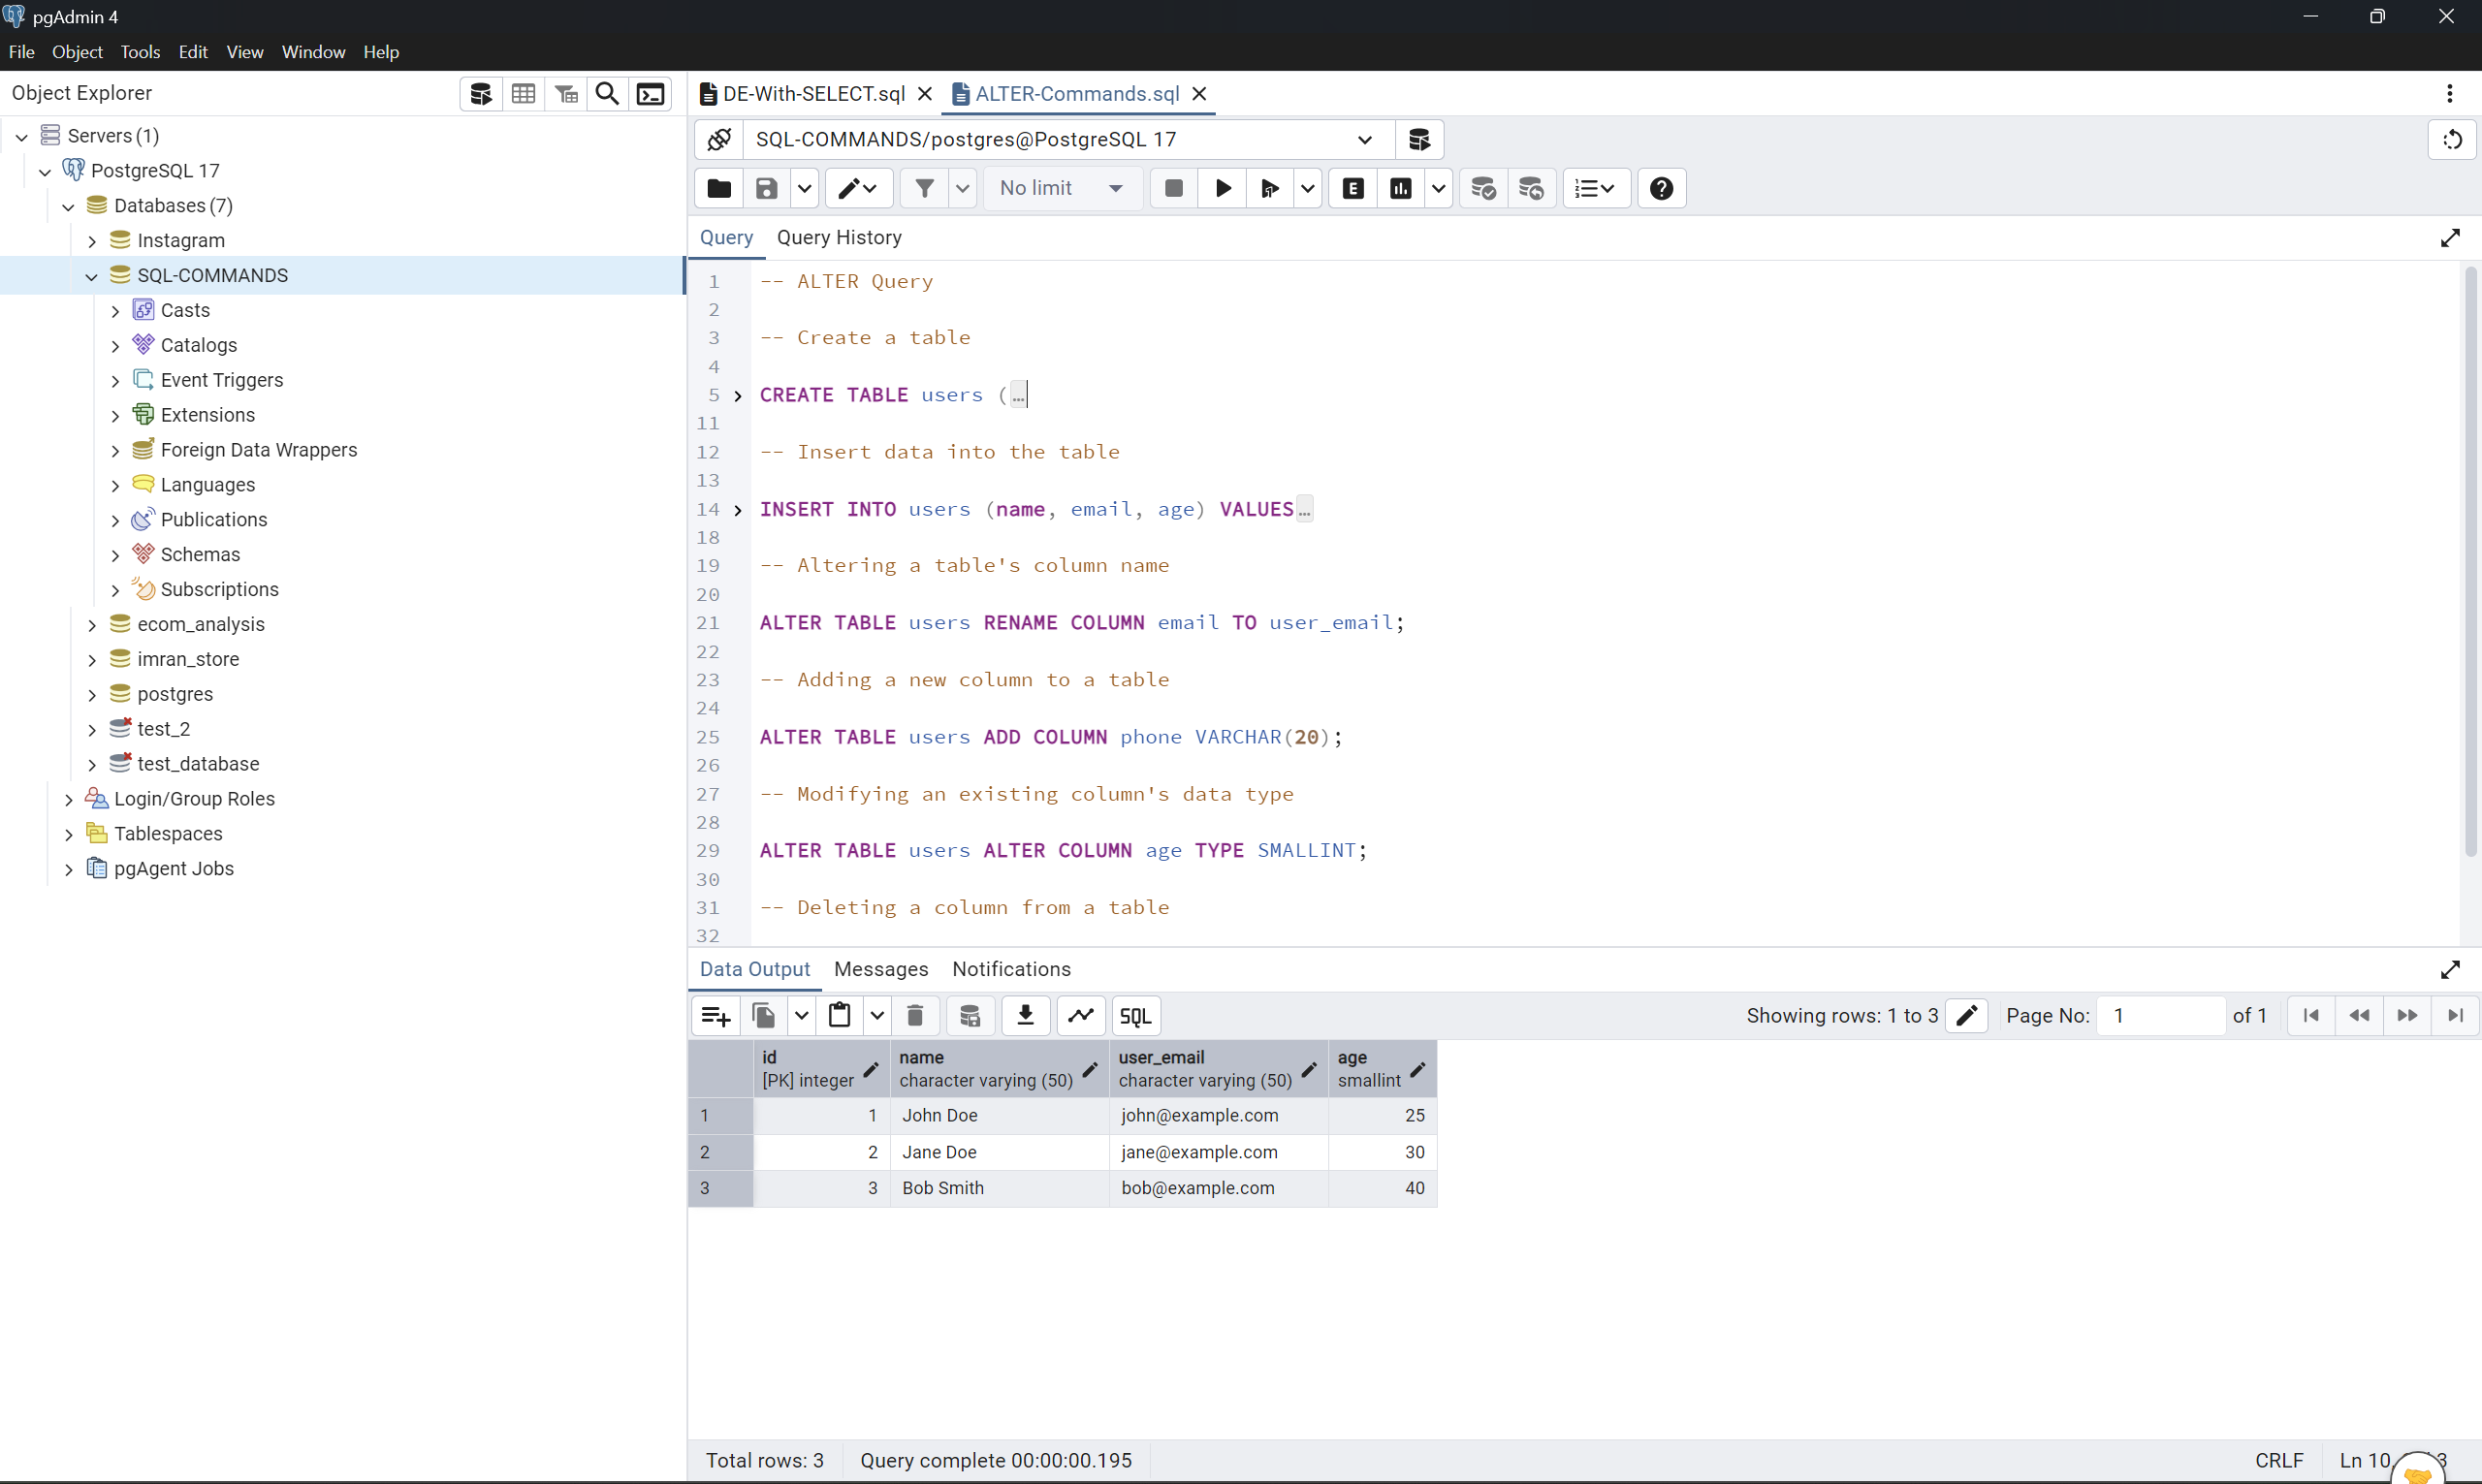 pgAdmin 4
File Object Tools Edit View Window Help
Object Explorer
Servers (1)
PostgreSQL 17
Databases (7)
Instagram
SQL-COMMANDS
Casts
Catalogs
Event Triggers
Extensions
Foreign Data Wrappers
Languages
Publications
Schemas
Subscriptions
ecom_analysis
imran_store
postgres
test_2
test_database
Login/Group Roles
Tablespaces
pgAgent Jobs
DE-With-SELECT.sql ALTER-Commands.sql
SQL-COMMANDS/postgres@PostgreSQL 17
No limit E
Query Query History
1 -- ALTER Query
2
3 -- Create a table
4
5 CREATE TABLE users (…
11
12 -- Insert data into the table
13
14 INSERT INTO users (name, email, age) VALUES…
18
19 -- Altering a table's column name
20
21 ALTER TABLE users RENAME COLUMN email TO user_email;
22
23 -- Adding a new column to a table
24
25 ALTER TABLE users ADD COLUMN phone VARCHAR(20);
26
27 -- Modifying an existing column's data type
28
29 ALTER TABLE users ALTER COLUMN age TYPE SMALLINT;
30
31 -- Deleting a column from a table
32
Data Output Messages Notifications
SQL Showing rows: 1 to 3 Page No: 1 of 1
id name user_email age
[PK] integer character varying (50) character varying (50) smallint
1 1 John Doe john@example.com 25
2 2 Jane Doe jane@example.com 30
3 3 Bob Smith bob@example.com 40
Total rows: 3 Query complete 00:00:00.195 CRLF Ln 10,